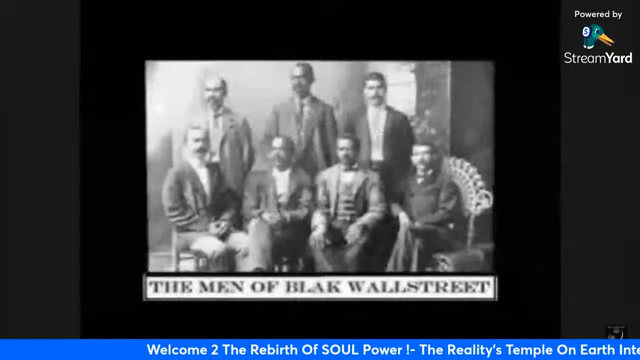 Powered by
StreamYard
THE MEN OF BLAK WALLSTREET
Welcome 2 The Rebirth Of SOUL Power !- The Reality's Temple On Earth Inte